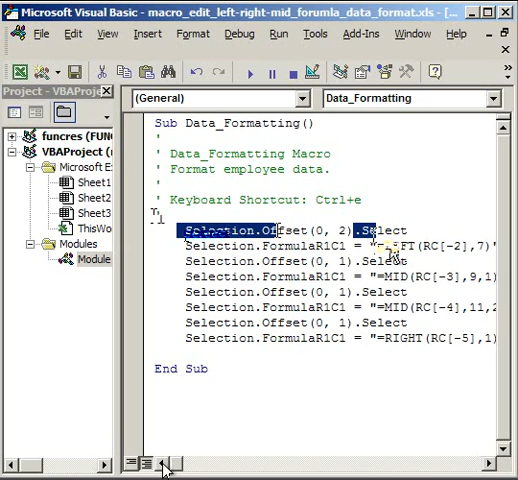 Microsoft Visual Basic - macro_edit_left-right-mid_forumla_data_format.xls
File Edit View Insert Format Debug
Run Tools Add-Ins Window Help
Project - VBAProject
(General)
Data_Formatting
funcres (FUN
VBAProject (
Microsoft E
Sheet1
Sheet2
Sheet3
ThisWo
Modules
Module
Sub Data_Formatting()
'
' Data_Formatting Macro
' Format employee data.
'
' Keyboard Shortcut: Ctrl+e
'
Selection.Offset(0, 2).Select
Selection.FormulaR1C1 = "=LEFT(RC[-2],7)"
Selection.Offset(0, 1).Select
Selection.FormulaR1C1 = "=MID(RC[-3],9,1)
Selection.Offset(0, 1).Select
Selection.FormulaR1C1 = "=MID(RC[-4],11,2
Selection.Offset(0, 1).Select
Selection.FormulaR1C1 = "=RIGHT(RC[-5],1)
End Sub